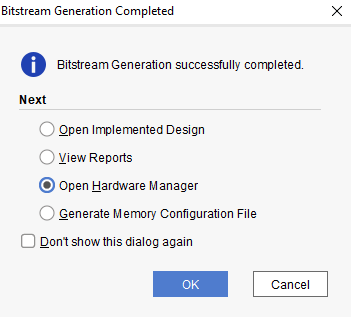 Bitstream Generation Completed
Bitstream Generation successfully completed.
Next
Open Implemented Design
View Reports
Open Hardware Manager
Generate Memory Configuration File
Don't show this dialog again
OK
Cancel